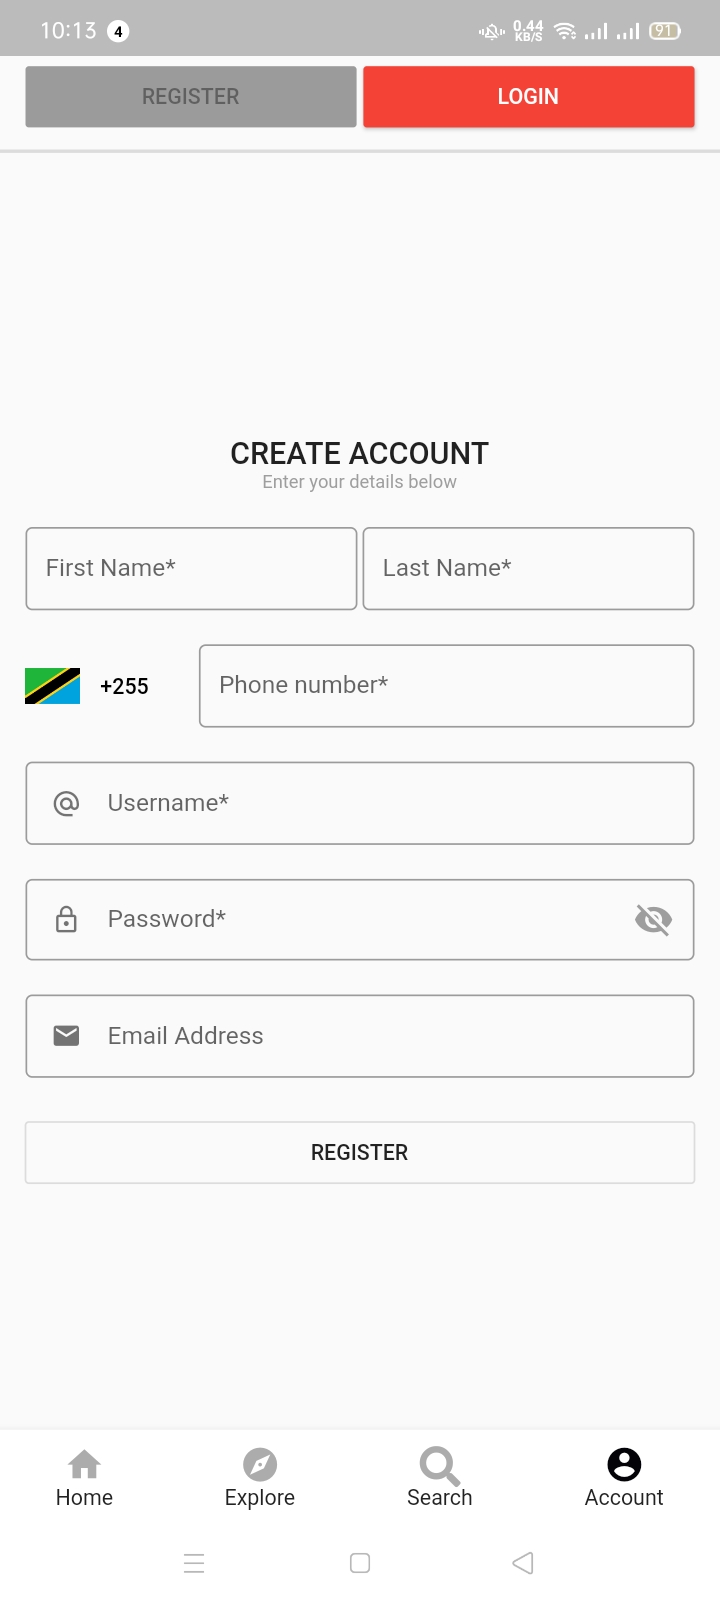 10:13 4 0.44 KB/S 91
REGISTER LOGIN
CREATE ACCOUNT
Enter your details below
First Name* Last Name*
+255 Phone number*
Username*
Password*
Email Address
REGISTER
Home Explore Search Account